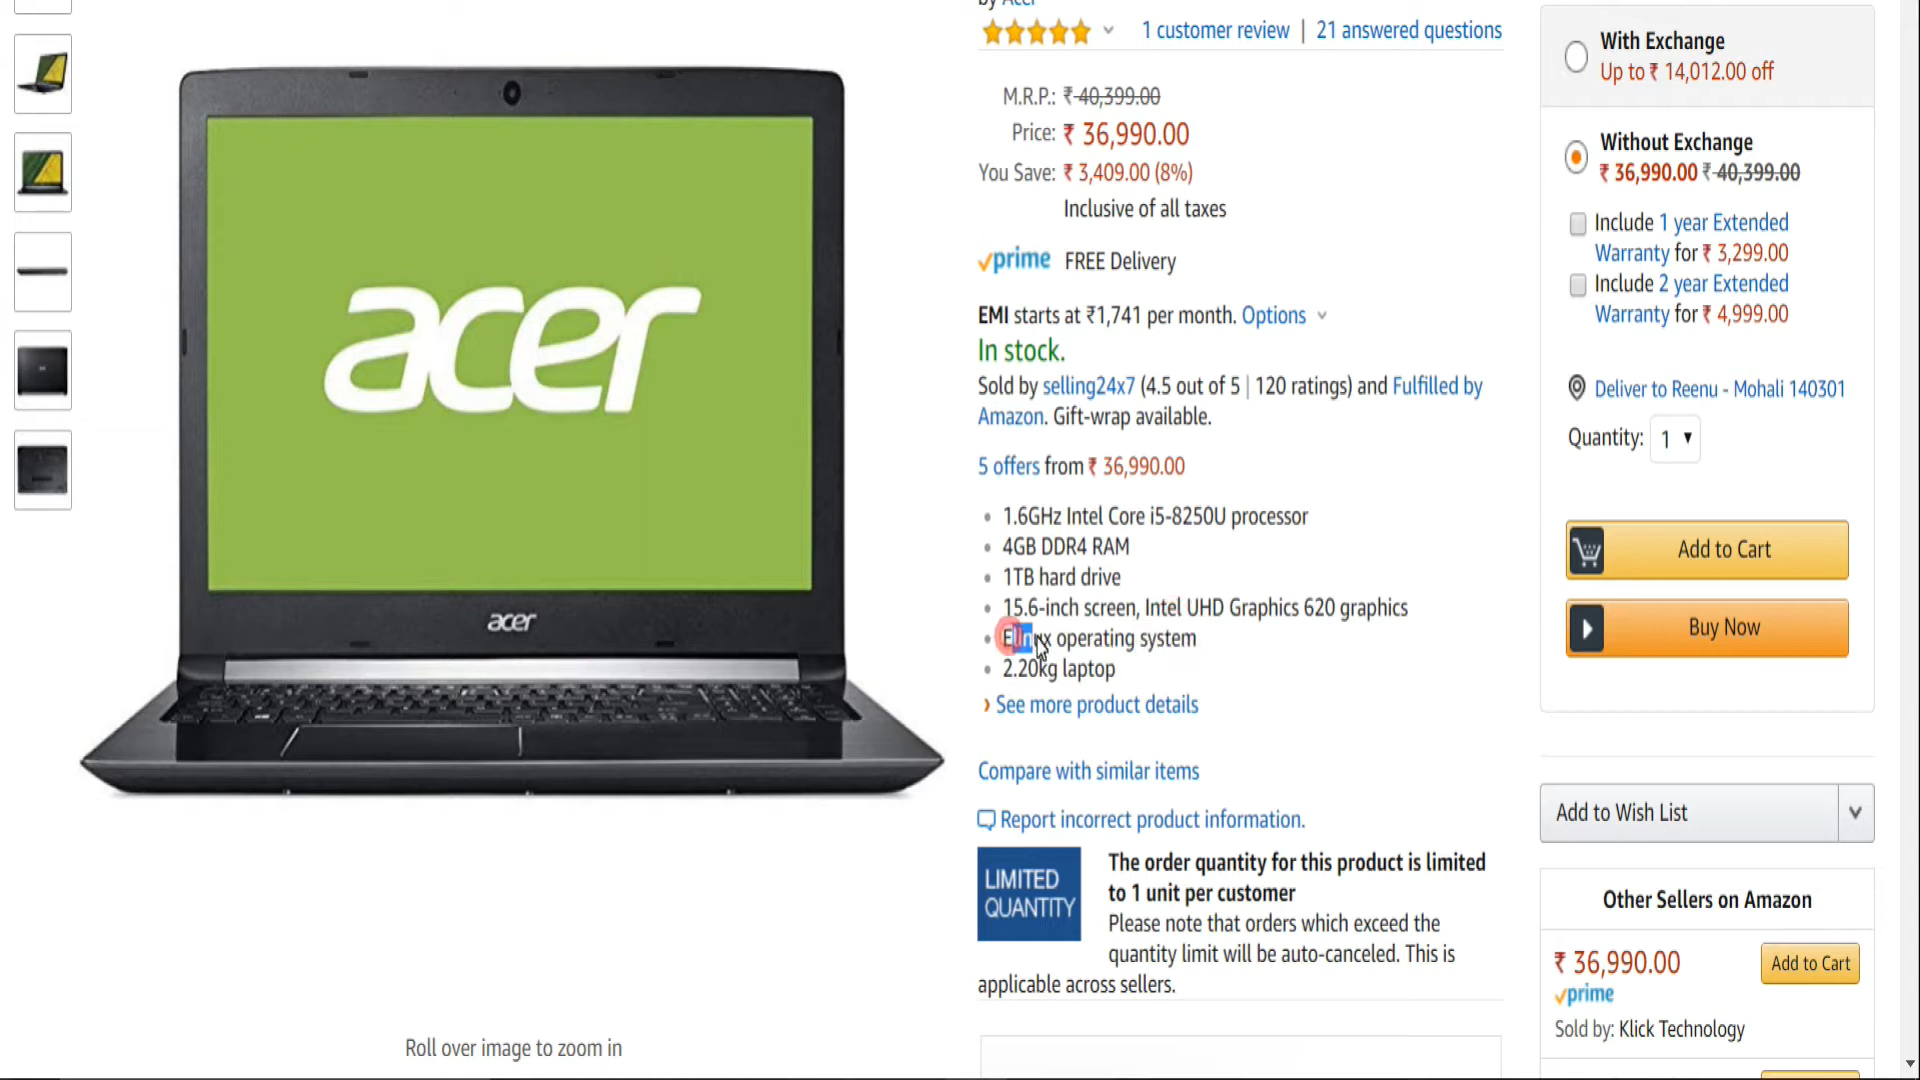 by Acer
1 customer review | 21 answered questions
M.R.P.: ₹ 40,399.00
Price: ₹ 36,990.00
You Save: ₹ 3,409.00 (8%)
Inclusive of all taxes
prime FREE Delivery
EMI starts at ₹1,741 per month. Options
In stock.
Sold by selling24x7 (4.5 out of 5 | 120 ratings) and Fulfilled by
Amazon. Gift-wrap available.
5 offers from ₹ 36,990.00
1.6GHz Intel Core i5-8250U processor
4GB DDR4 RAM
1TB hard drive
15.6-inch screen, Intel UHD Graphics 620 graphics
Elinux operating system
2.20kg laptop
› See more product details
Compare with similar items
Report incorrect product information.
LIMITED
QUANTITY
The order quantity for this product is limited
to 1 unit per customer
Please note that orders which exceed the
quantity limit will be auto-canceled. This is
applicable across sellers.
acer
acer
Roll over image to zoom in
With Exchange
Up to ₹ 14,012.00 off
Without Exchange
₹ 36,990.00 ₹ 40,399.00
Include 1 year Extended
Warranty for ₹ 3,299.00
Include 2 year Extended
Warranty for ₹ 4,999.00
Deliver to Reenu - Mohali 140301
Quantity: 1
Add to Cart
Buy Now
Add to Wish List
Other Sellers on Amazon
₹ 36,990.00
Add to Cart
prime
Sold by: Klick Technology